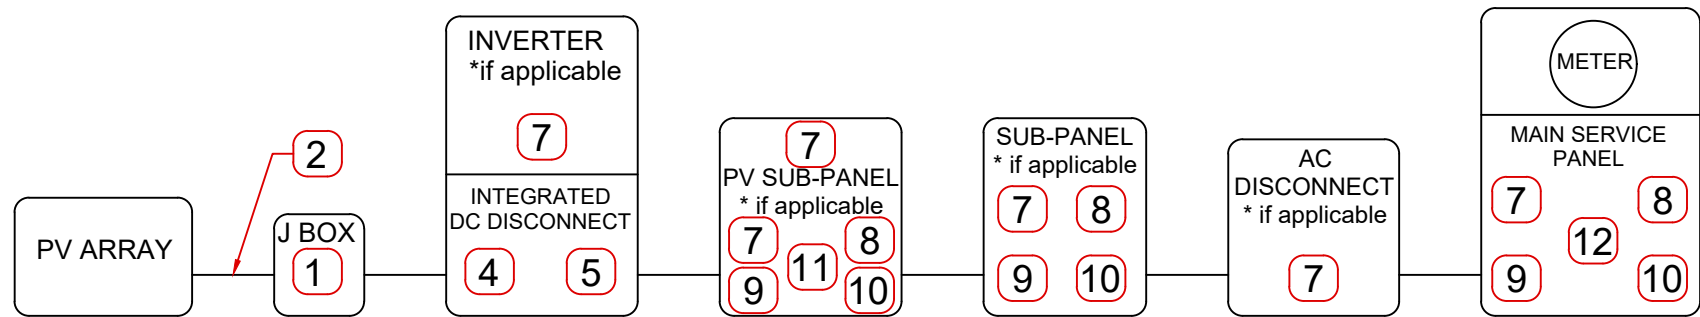 PV ARRAY
2
J BOX
1
INVERTER
*if applicable
7
INTEGRATED
DC DISCONNECT
4 5
7
PV SUB-PANEL
* if applicable
7 8
11
9 10
SUB-PANEL
* if applicable
7 8
9 10
AC
DISCONNECT
* if applicable
7
METER
MAIN SERVICE
PANEL
7 8
12
9 10